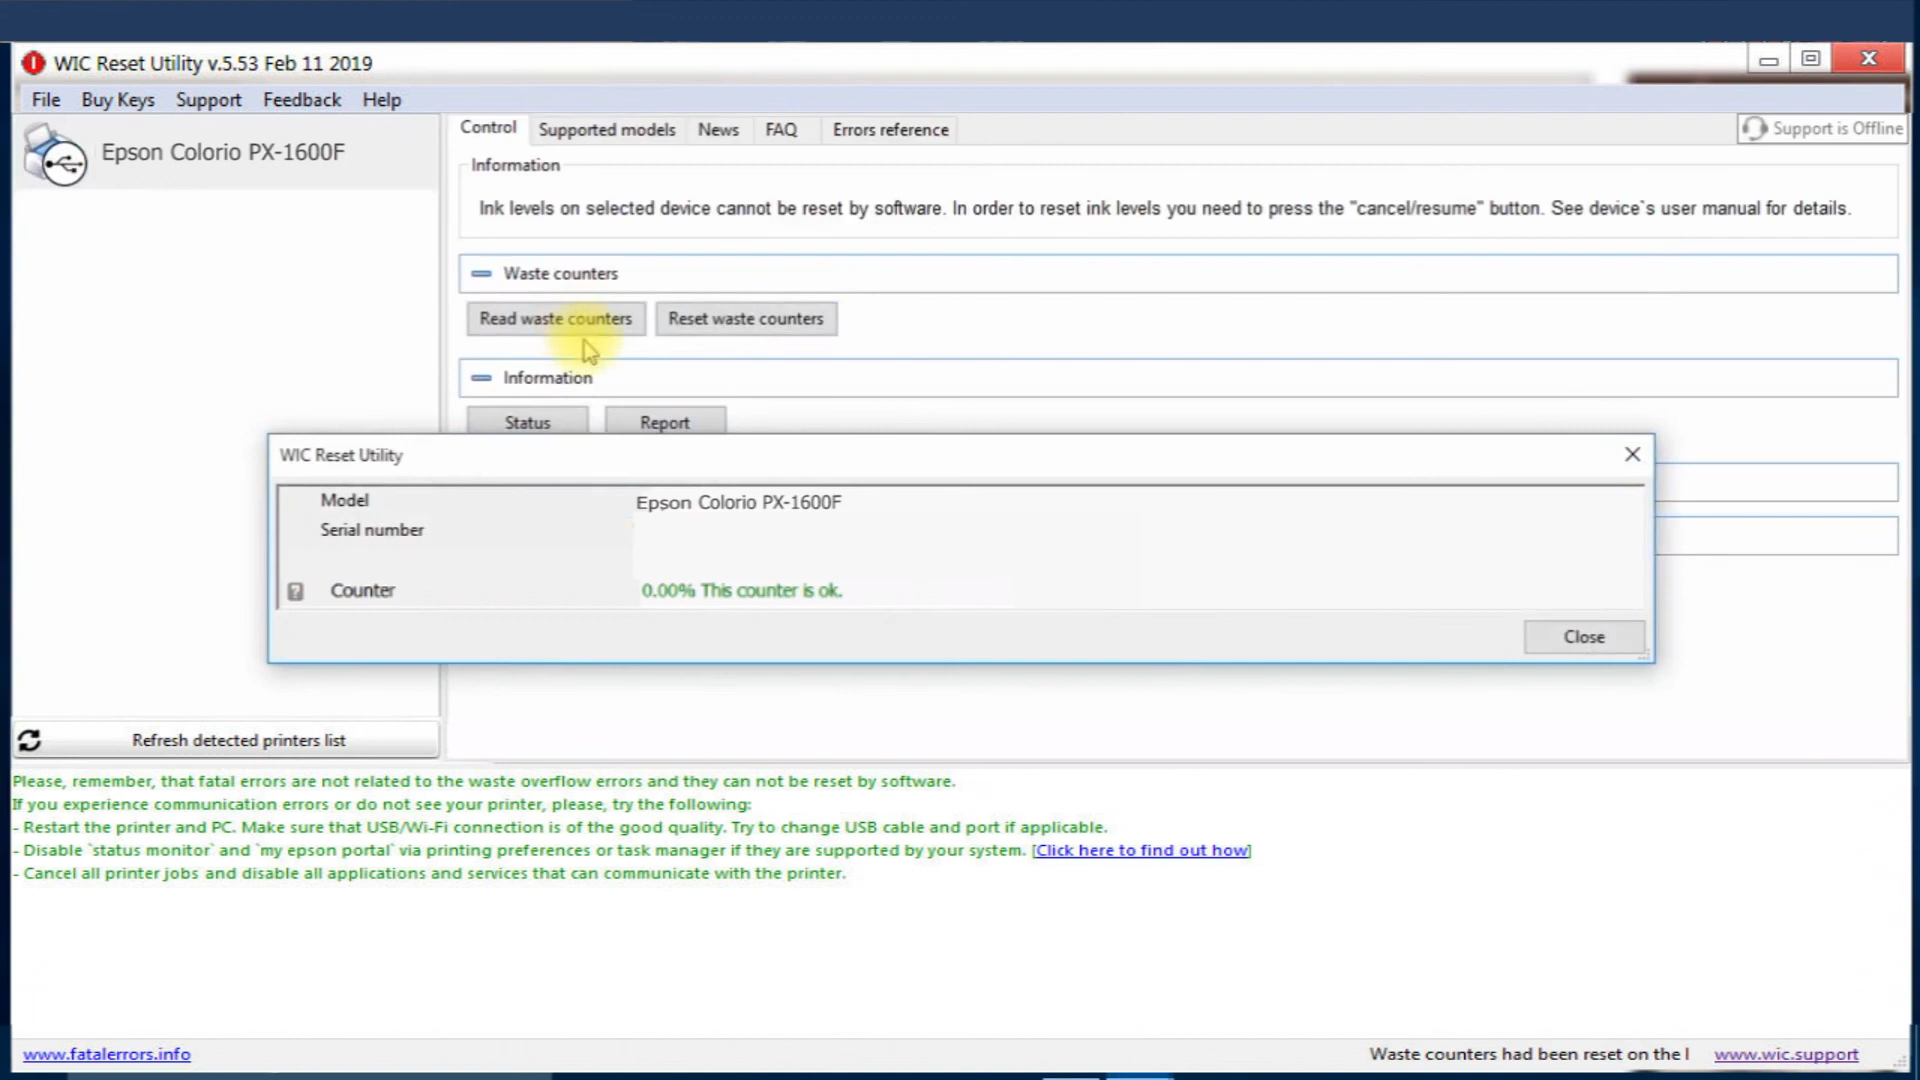 WIC Reset Utility v.5.53 Feb 11 2019
File Buy Keys Support Feedback Help
Epson Colorio PX-1600F
Control Supported models News FAQ Errors reference
Support is Offline
Information
Ink levels on selected device cannot be reset by software. In order to reset ink levels you need to press the "cancel/resume" button. See device`s user manual for details.
Waste counters
Read waste counters Reset waste counters
Information
Status Report
WIC Reset Utility
Model Epson Colorio PX-1600F
Serial number
Counter 0.00% This counter is ok.
Close
Refresh detected printers list
Please, remember, that fatal errors are not related to the waste overflow errors and they can not be reset by software.
If you experience communication errors or do not see your printer, please, try the following:
- Restart the printer and PC. Make sure that USB/Wi-Fi connection is of the good quality. Try to change USB cable and port if applicable.
- Disable `status monitor` and `my epson portal` via printing preferences or task manager if they are supported by your system. [Click here to find out how]
- Cancel all printer jobs and disable all applications and services that can communicate with the printer.
www.fatalerrors.info
Waste counters had been reset on the l www.wic.support